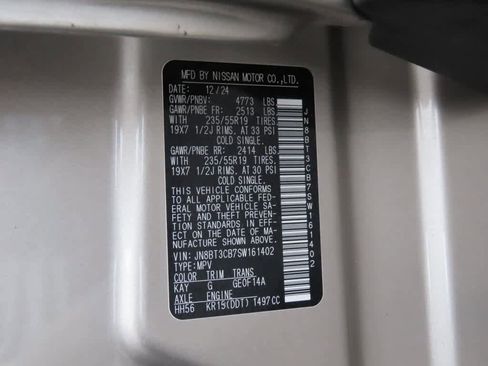 MFD BY NISSAN MOTOR CO.,LTD.
DATE: 12/24
GVWR/PNBV: 4773 LBS
GAWR/PNBE FR: 2513 LBS
WITH 235/55R19 TIRES
19X7 1/2J RIMS. AT 33 PSI
COLD SINGLE.
GAWR/PNBE RR: 2414 LBS
WITH 235/55R19 TIRES
19X7 1/2J RIMS. AT 30 PSI
COLD SINGLE.
THIS VEHICLE CONFORMS
TO ALL APPLICABLE FED-
ERAL MOTOR VEHICLE SA-
FETY AND THEFT PREVEN-
TION STANDARDS IN EFF-
ECT ON THE DATE OF MA-
NUFACTURE SHOWN ABOVE.
VIN: JN8BT3CB7SW161402
TYPE:MPV
COLOR TRIM TRANS
KAY G GE0F14A
AXLE ENGINE
HH56 KR15(DDT) 1497CC
JN8BT3CB7SW161402